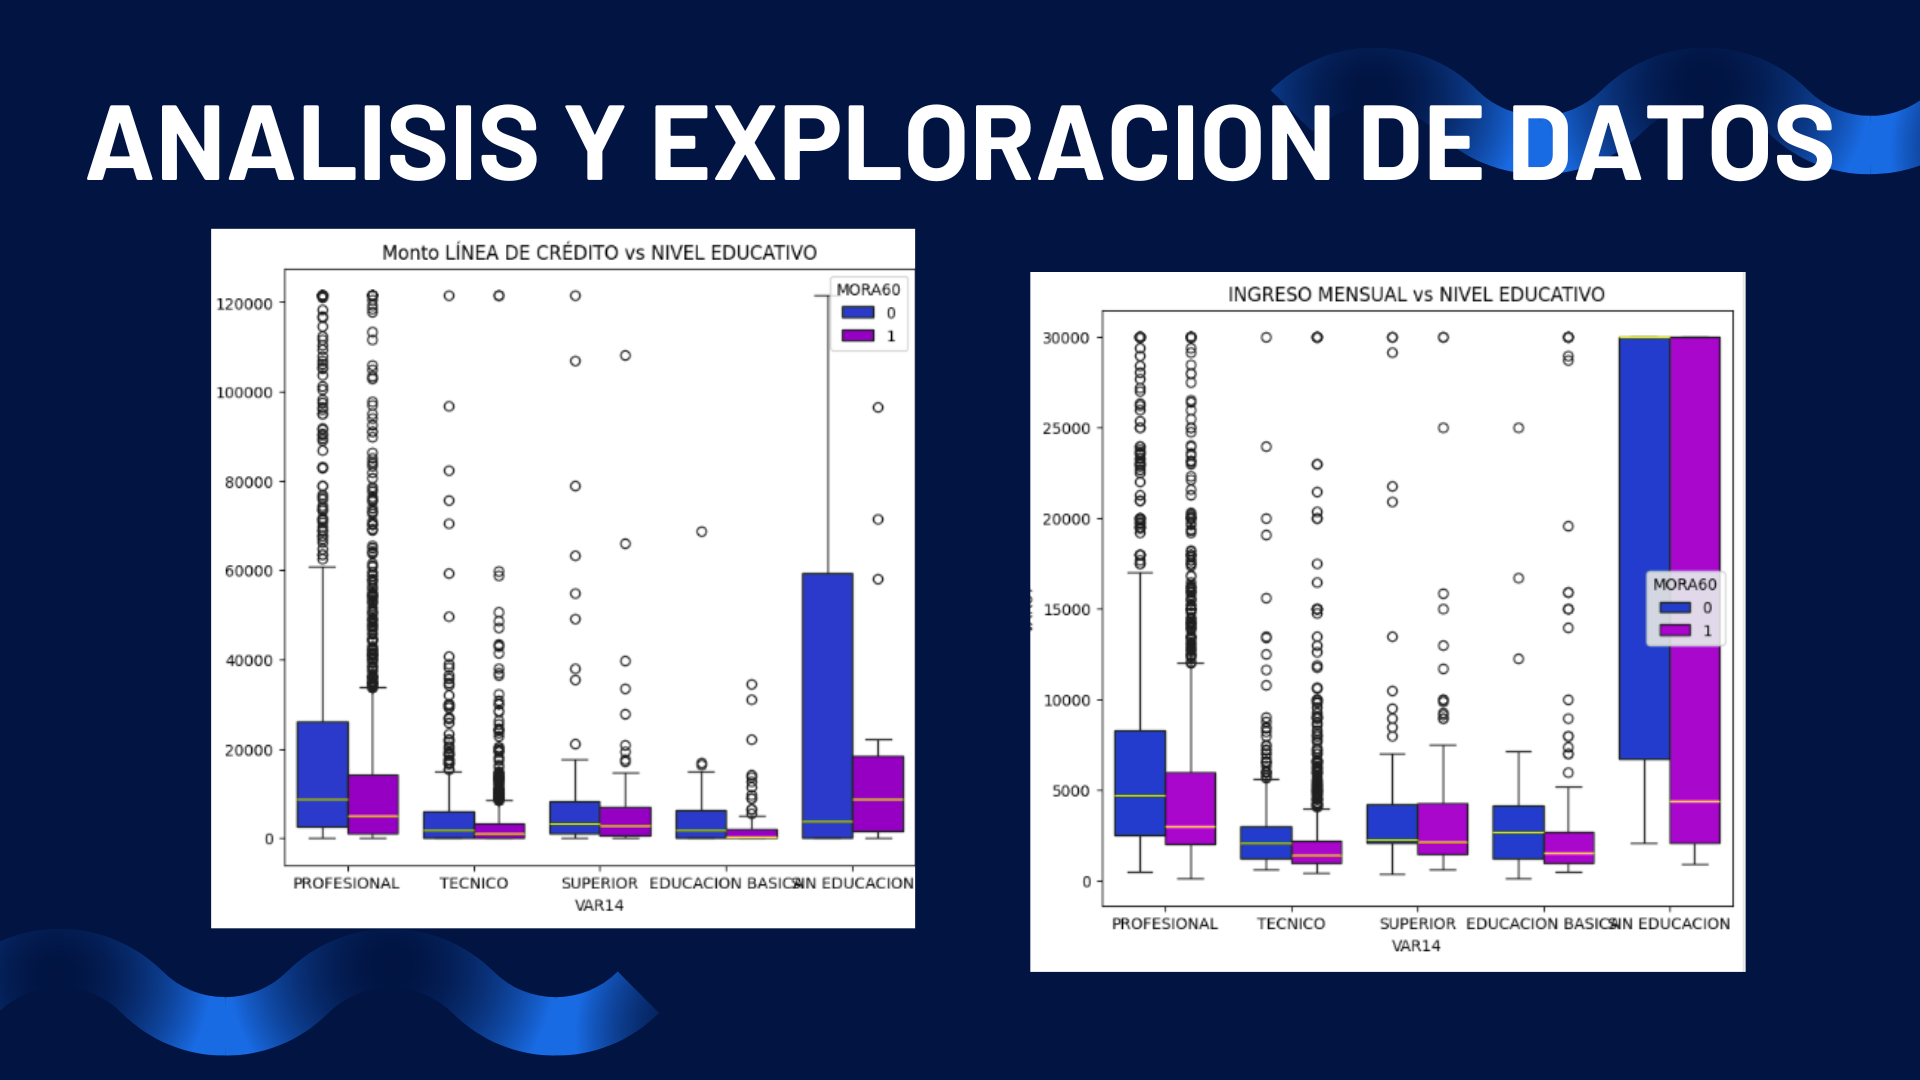 ANALISIS Y EXPLORACION DE DATOS
Monto LÍNEA DE CRÉDITO vs NIVEL EDUCATIVO
MORA60
0
1
120000
100000
80000
60000
40000
20000
0
PROFESIONAL TECNICO SUPERIOR EDUCACION BASICA SIN EDUCACION
VAR14
INGRESO MENSUAL vs NIVEL EDUCATIVO
30000
25000
20000
15000
10000
5000
0
MORA60
0
1
PROFESIONAL TECNICO SUPERIOR EDUCACION BASICA SIN EDUCACION
VAR14